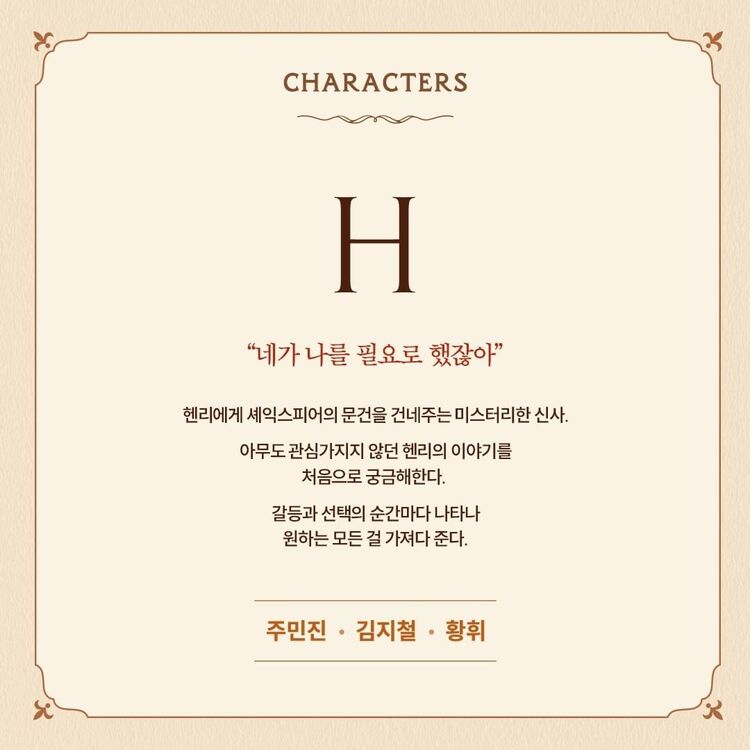 CHARACTERS
H
“네가 나를 필요로 했잖아”
헨리에게 셰익스피어의 문건을 건네주는 미스터리한 신사.
아무도 관심가지지 않던 헨리의 이야기를
처음으로 궁금해한다.
갈등과 선택의 순간마다 나타나
원하는 모든 걸 가져다 준다.
주민진 • 김지철 • 황휘